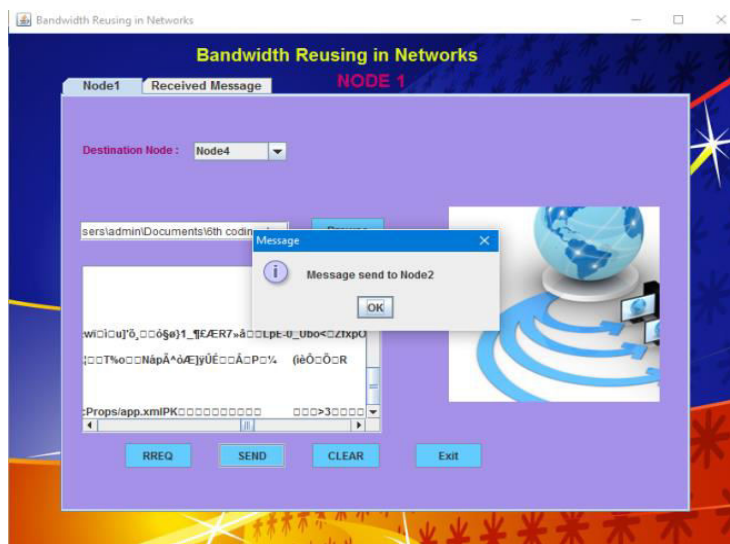 Bandwidth Reusing in Networks
Bandwidth Reusing in Networks
NODE 1
Node1 Received Message
Destination Node : Node4
sers\admin\Documents\6th
Message
Message send to Node2
OK
:Props/app.xmlPK
RREQ SEND CLEAR Exit